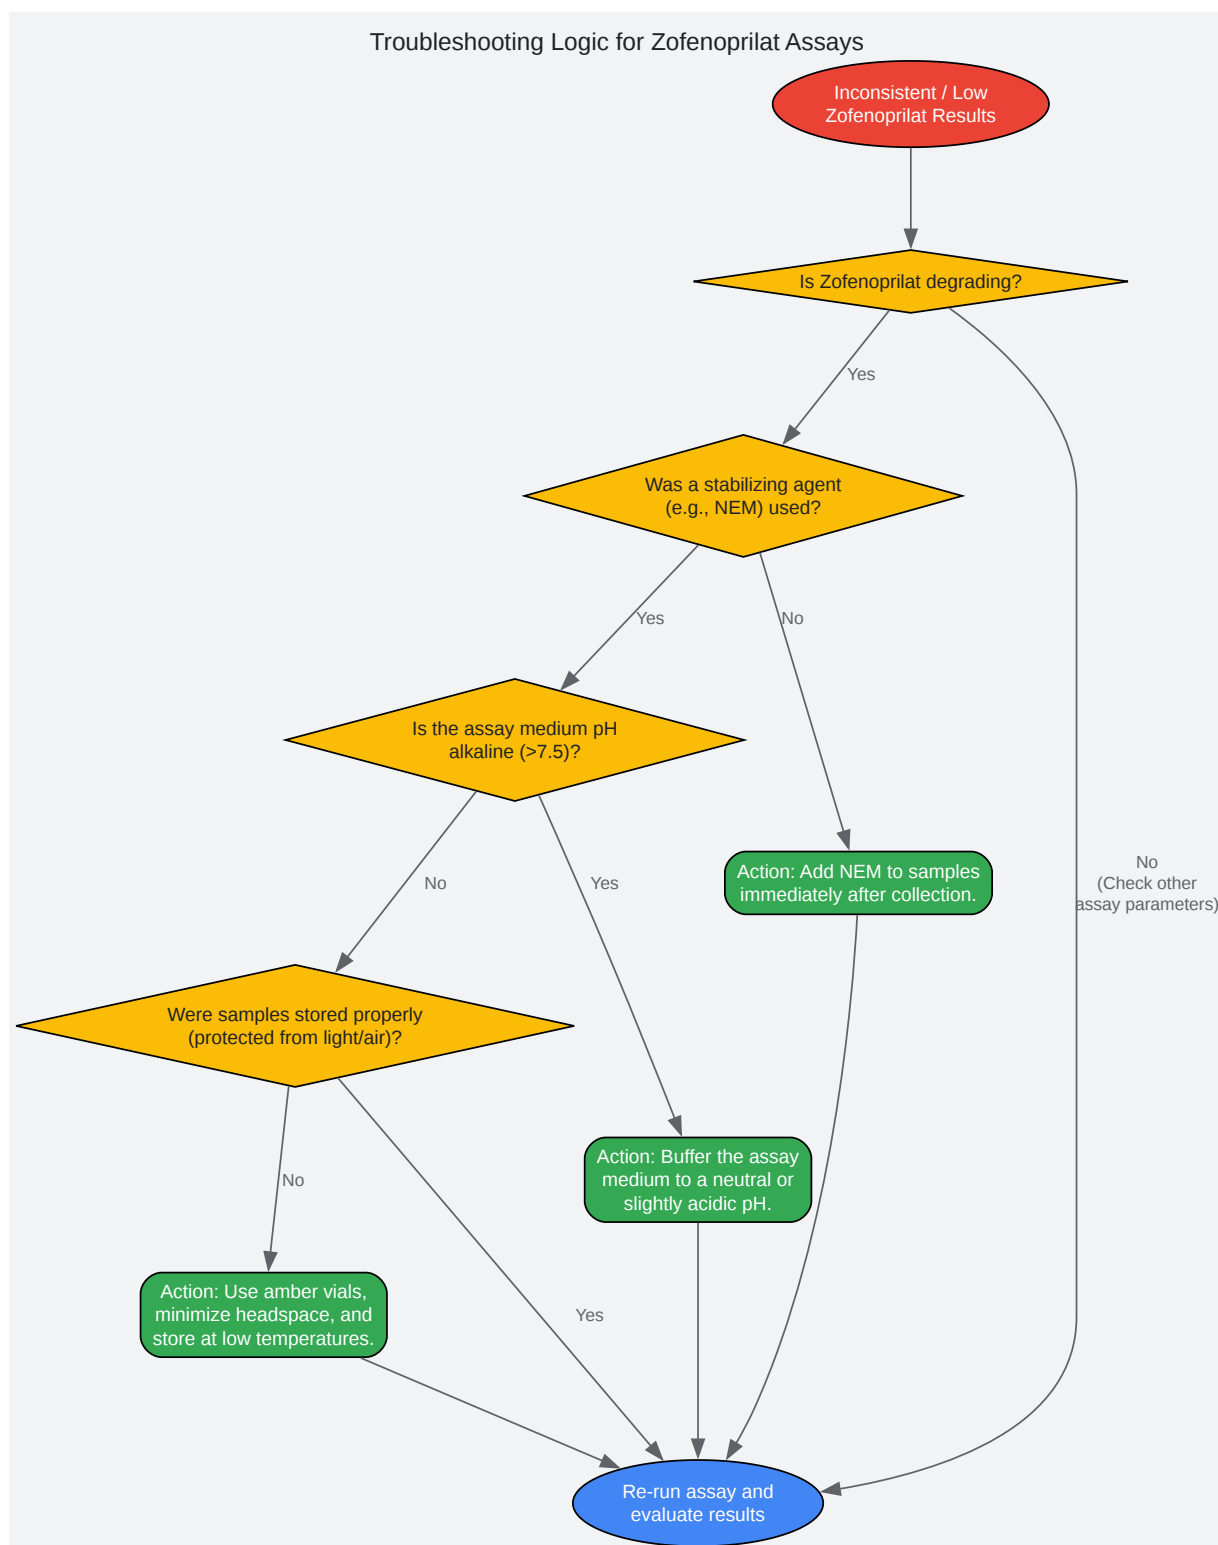 Troubleshooting Logic for Zofenoprilat Assays
Inconsistent / Low
Zofenoprilat Results
Is Zofenoprilat degrading?
Yes
Was a stabilizing agent
(e.g., NEM) used?
Yes
No
Is the assay medium pH
alkaline (>7.5)?
No
Yes
Action: Add NEM to samples
immediately after collection.
No
(Check other
assay parameters)
Were samples stored properly
(protected from light/air)?
No
Yes
Action: Buffer the assay
medium to a neutral or
slightly acidic pH.
Action: Use amber vials,
minimize headspace, and
store at low temperatures.
Re-run assay and
evaluate results